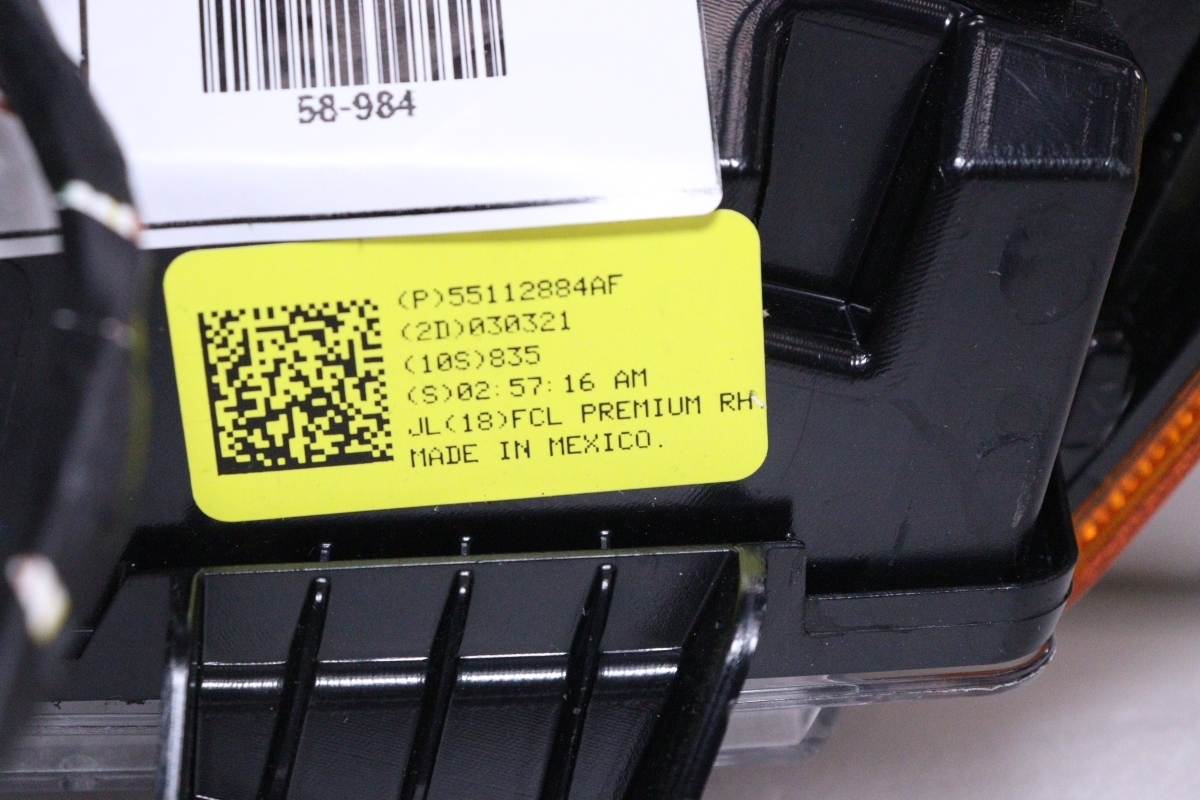 58-984
(P)55112884AF
(2D)030321
(10S)835
(S)02:57:16 AM
JL(18)FCL PREMIUM RH
MADE IN MEXICO.